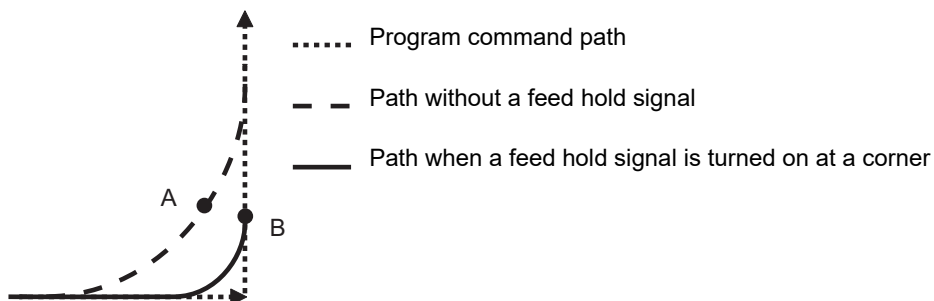 Program command path
Path without a feed hold signal
Path when a feed hold signal is turned on at a corner
A
B